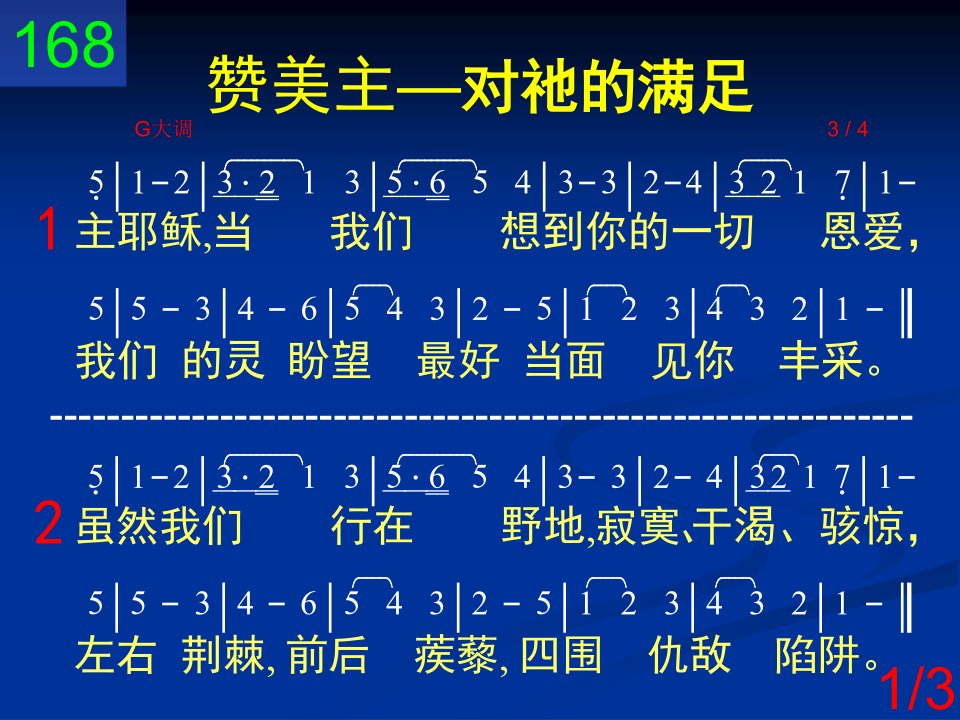 168
赞美主—对祂的满足
G大调 3 / 4
5̣|1-2|3·2 1 3|5·6 5 4|3-3|2-4|3 2 1 7̣|1-
1 主耶稣,当 我们 想到你的一切 恩爱，
5|5 - 3|4 - 6|5 4 3|2 - 5|1 2 3|4 3 2|1 -‖
我们 的灵 盼望 最好 当面 见你 丰采。
------------------------------------------------------------
5̣|1-2|3·2 1 3|5·6 5 4|3- 3|2- 4|32 1 7̣|1-
2 虽然我们 行在 野地,寂寞、干渴、骇惊，
5|5 - 3|4 - 6|5 4 3|2 - 5|1 2 3|4 3 2|1 -‖
左右 荆棘, 前后 蒺藜, 四围 仇敌 陷阱。
1/3